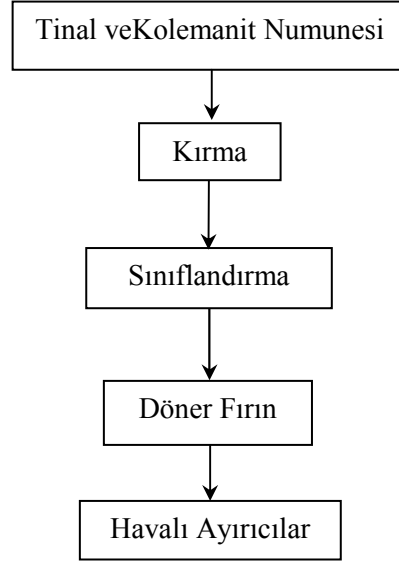 Tinal veKolemanit Numunesi
Kırma
Sınıflandırma
Döner Fırın
Havalı Ayırıcılar